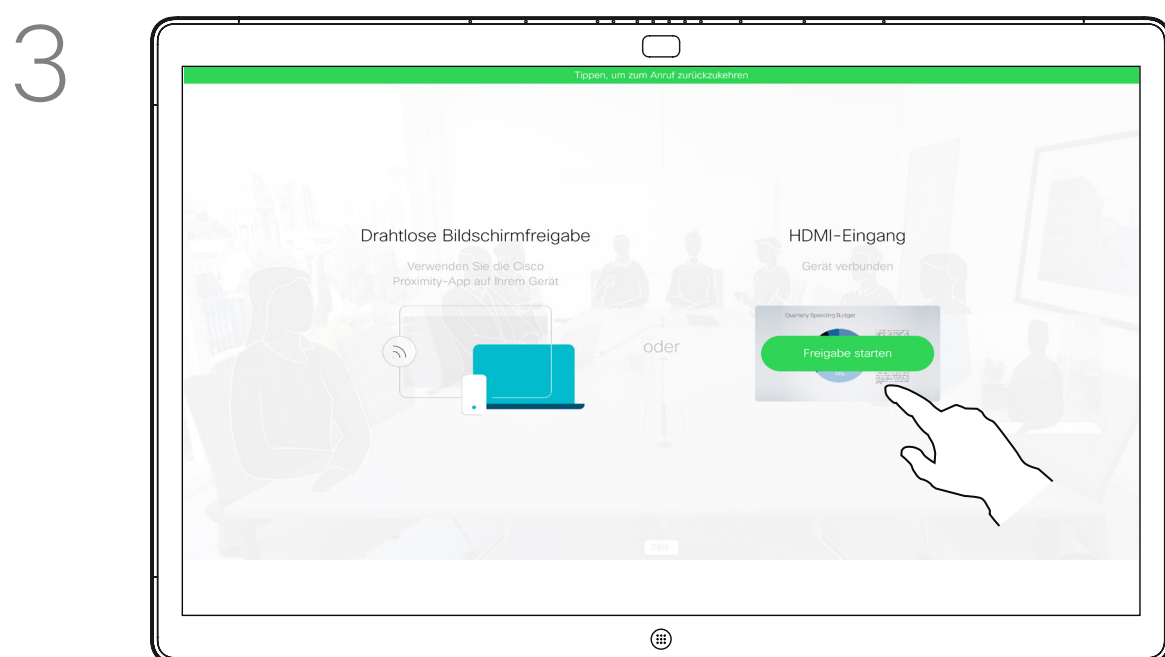 3
Tippen, um zum Anruf zurückzukehren
Drahtlose Bildschirmfreigabe
Verwenden Sie die Cisco
Proximity-App auf Ihrem Gerät
oder
HDMI-Eingang
Gerät verbunden
Quarterly Spending Budget
Freigabe starten